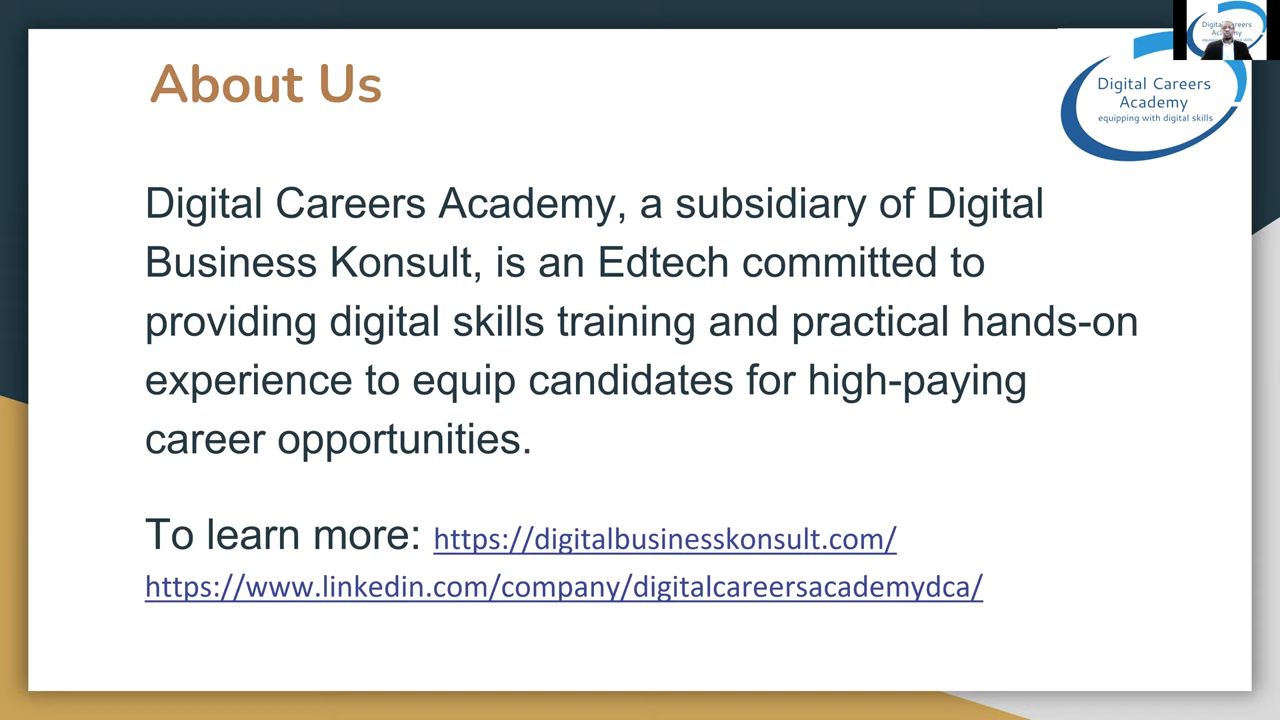 About Us
Digital Careers
Academy
equipping with digital skills
Digital Careers Academy, a subsidiary of Digital
Business Konsult, is an Edtech committed to
providing digital skills training and practical hands-on
experience to equip candidates for high-paying
career opportunities.
To learn more: https://digitalbusinesskonsult.com/
https://www.linkedin.com/company/digitalcareersacademydca/